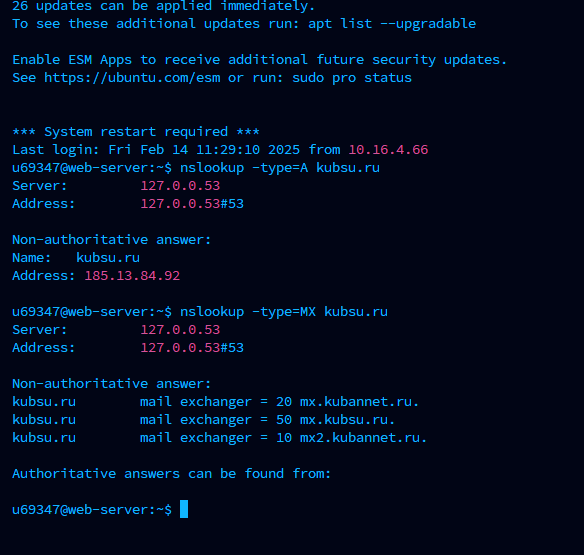 26 updates can be applied immediately.
To see these additional updates run: apt list --upgradable
Enable ESM Apps to receive additional future security updates.
See https://ubuntu.com/esm or run: sudo pro status
*** System restart required ***
Last login: Fri Feb 14 11:29:10 2025 from 10.16.4.66
u69347@web-server:~$ nslookup -type=A kubsu.ru
Server:         127.0.0.53
Address:        127.0.0.53#53
Non-authoritative answer:
Name:   kubsu.ru
Address: 185.13.84.92
u69347@web-server:~$ nslookup -type=MX kubsu.ru
Server:         127.0.0.53
Address:        127.0.0.53#53
Non-authoritative answer:
kubsu.ru        mail exchanger = 20 mx.kubannet.ru.
kubsu.ru        mail exchanger = 50 mx.kubsu.ru.
kubsu.ru        mail exchanger = 10 mx2.kubannet.ru.
Authoritative answers can be found from:
u69347@web-server:~$